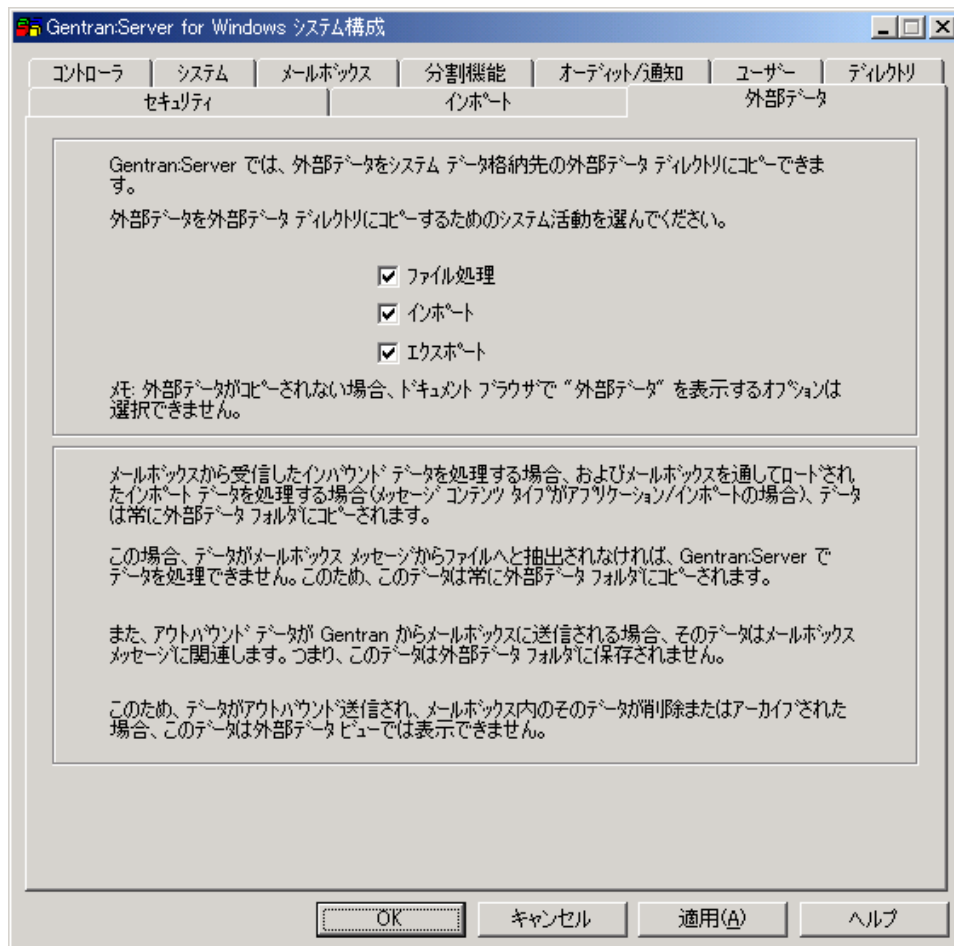 Gentran:Server for Windows システム構成
コントローラ
システム
メールボックス
分割機能
オーディット/通知
ユーザー
ディレクトリ
セキュリティ
インポート
外部データ
Gentran:Server では、外部データをシステム データ格納先の外部データ ディレクトリにコピーできま
す。
外部データを外部データ ディレクトリにコピーするためのシステム活動を選んでください。
ファイル処理
インポート
エクスポート
メモ: 外部データがコピーされない場合、ドキュメント ブラウザで “外部データ” を表示するオプションは
選択できません。
メールボックスから受信したインバウンド データを処理する場合、およびメールボックスを通してロードされ
たインポート データを処理する場合(メッセージ コンテンツ タイプがアプリケーション/インポートの場合)、データ
は常に外部データ フォルダにコピーされます。
この場合、データがメールボックス メッセージからファイルへと抽出されなければ、Gentran:Server で
データを処理できません。このため、このデータは常に外部データ フォルダにコピーされます。
また、アウトバウンド データが Gentran からメールボックスに送信される場合、そのデータはメールボックス
メッセージに関連します。つまり、このデータは外部データ フォルダに保存されません。
このため、データがアウトバウンド送信され、メールボックス内のそのデータが削除またはアーカイブされた
場合、このデータは外部データ ビューでは表示できません。
OK
キャンセル
適用(A)
ヘルプ